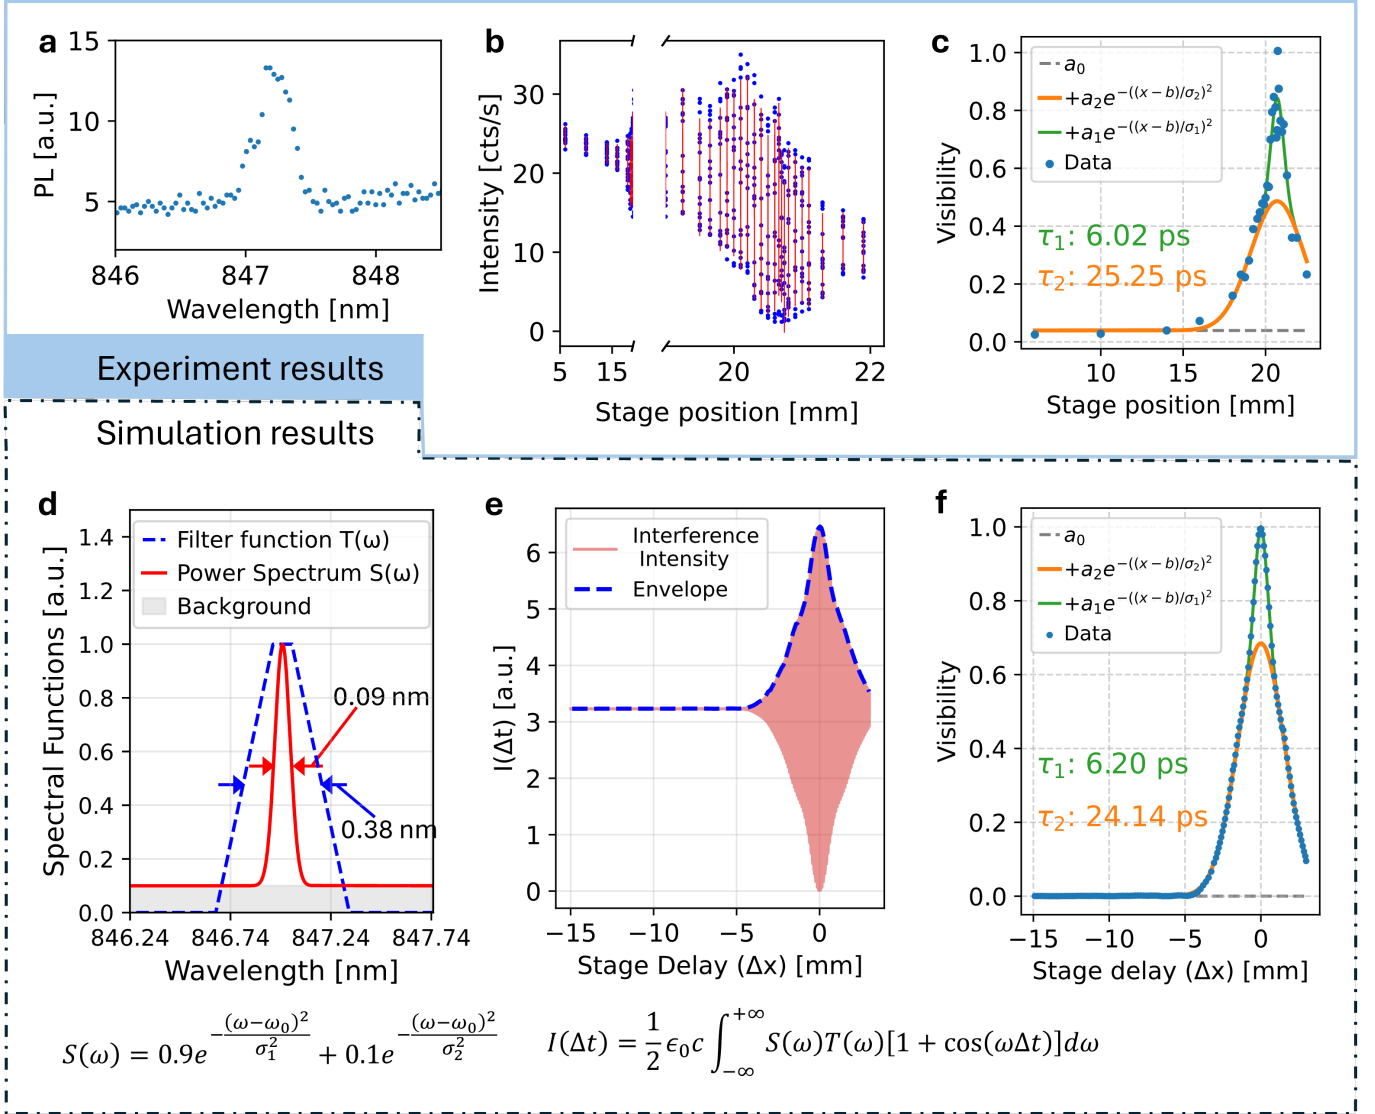 a
15
10
5
PL [a.u.]
846
847
848
Wavelength [nm]
b
30
20
10
0
Intensity [cts/s]
5
15
20
22
Stage position [mm]
c
1.0
0.8
0.6
0.4
0.2
0.0
Visibility
a₀
+a₂e^{-((x-b)/σ₂)²}
+a₁e^{-((x-b)/σ₁)²}
Data
τ₁: 6.02 ps
τ₂: 25.25 ps
10
15
20
Stage position [mm]
Experiment results
Simulation results
d
1.4
1.2
1.0
0.8
0.6
0.4
0.2
0.0
Spectral Functions [a.u.]
Filter function T(ω)
Power Spectrum S(ω)
Background
0.09 nm
0.38 nm
846.24
846.74
847.24
847.74
Wavelength [nm]
e
6
5
4
3
2
1
0
I(Δt) [a.u.]
Interference
Intensity
Envelope
−15
−10
−5
0
Stage Delay (Δx) [mm]
f
1.0
0.8
0.6
0.4
0.2
0.0
Visibility
a₀
+a₂e^{-((x-b)/σ₂)²}
+a₁e^{-((x-b)/σ₁)²}
Data
τ₁: 6.20 ps
τ₂: 24.14 ps
−15
−10
−5
0
Stage delay (Δx) [mm]
S(ω) = 0.9e^{-(ω−ω₀)²/σ₁²} + 0.1e^{-(ω−ω₀)²/σ₂²}
I(Δt) = 1/2 ϵ₀c ∫_{−∞}^{+∞} S(ω)T(ω)[1 + cos(ωΔt)]dω